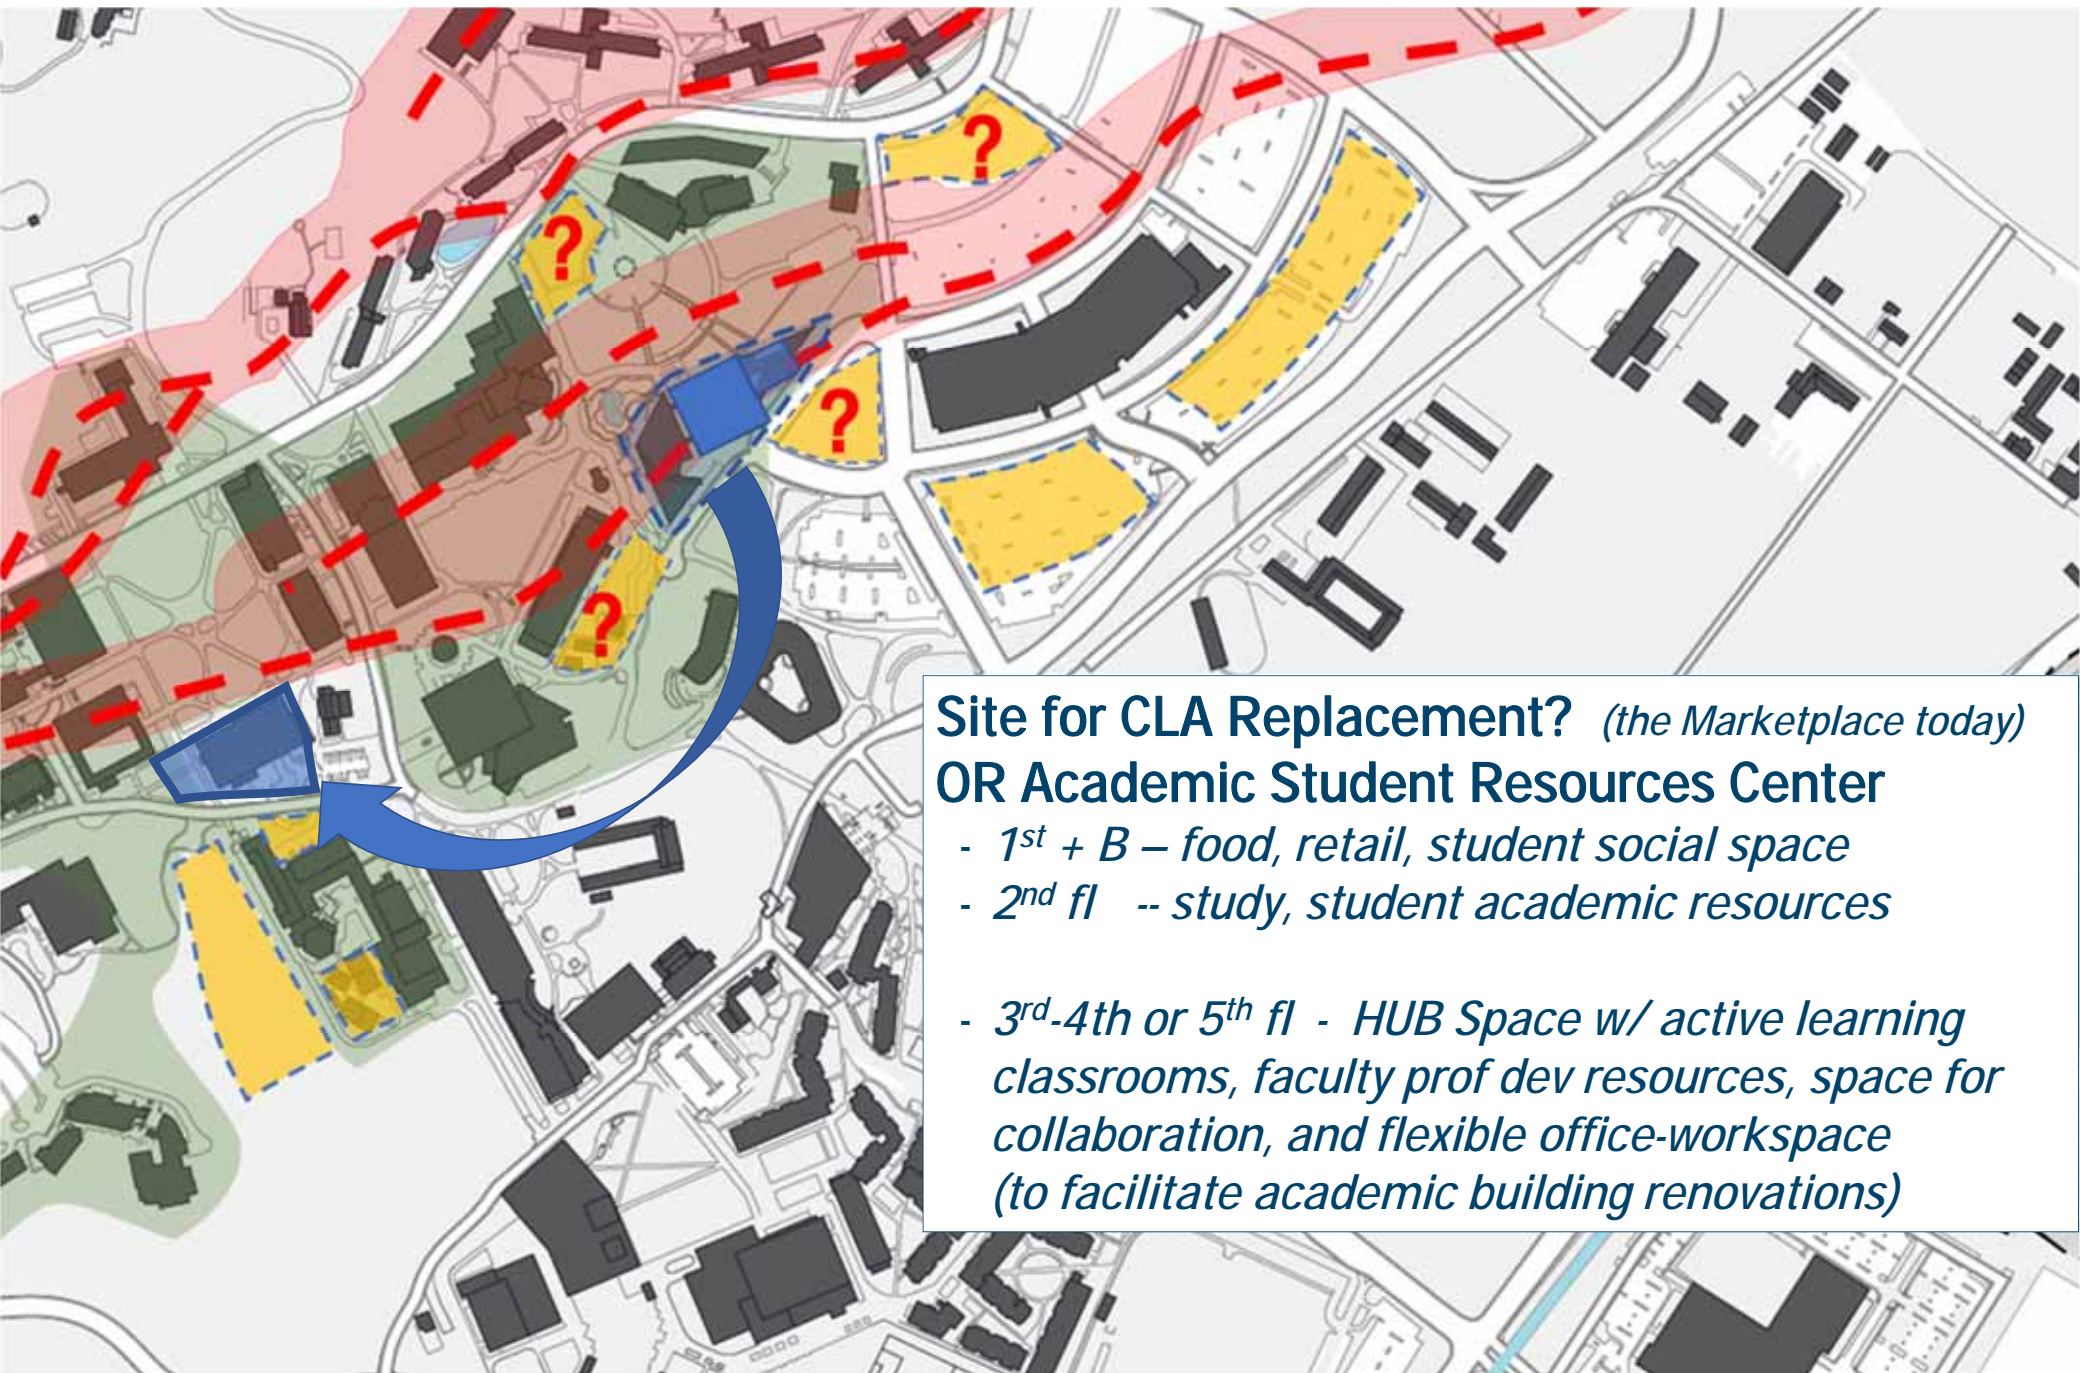 ?
?
?
?
Site for CLA Replacement? (the Marketplace today)
OR Academic Student Resources Center
- 1st + B – food, retail, student social space
- 2nd fl -- study, student academic resources
- 3rd-4th or 5th fl - HUB Space w/ active learning
classrooms, faculty prof dev resources, space for
collaboration, and flexible office-workspace
(to facilitate academic building renovations)